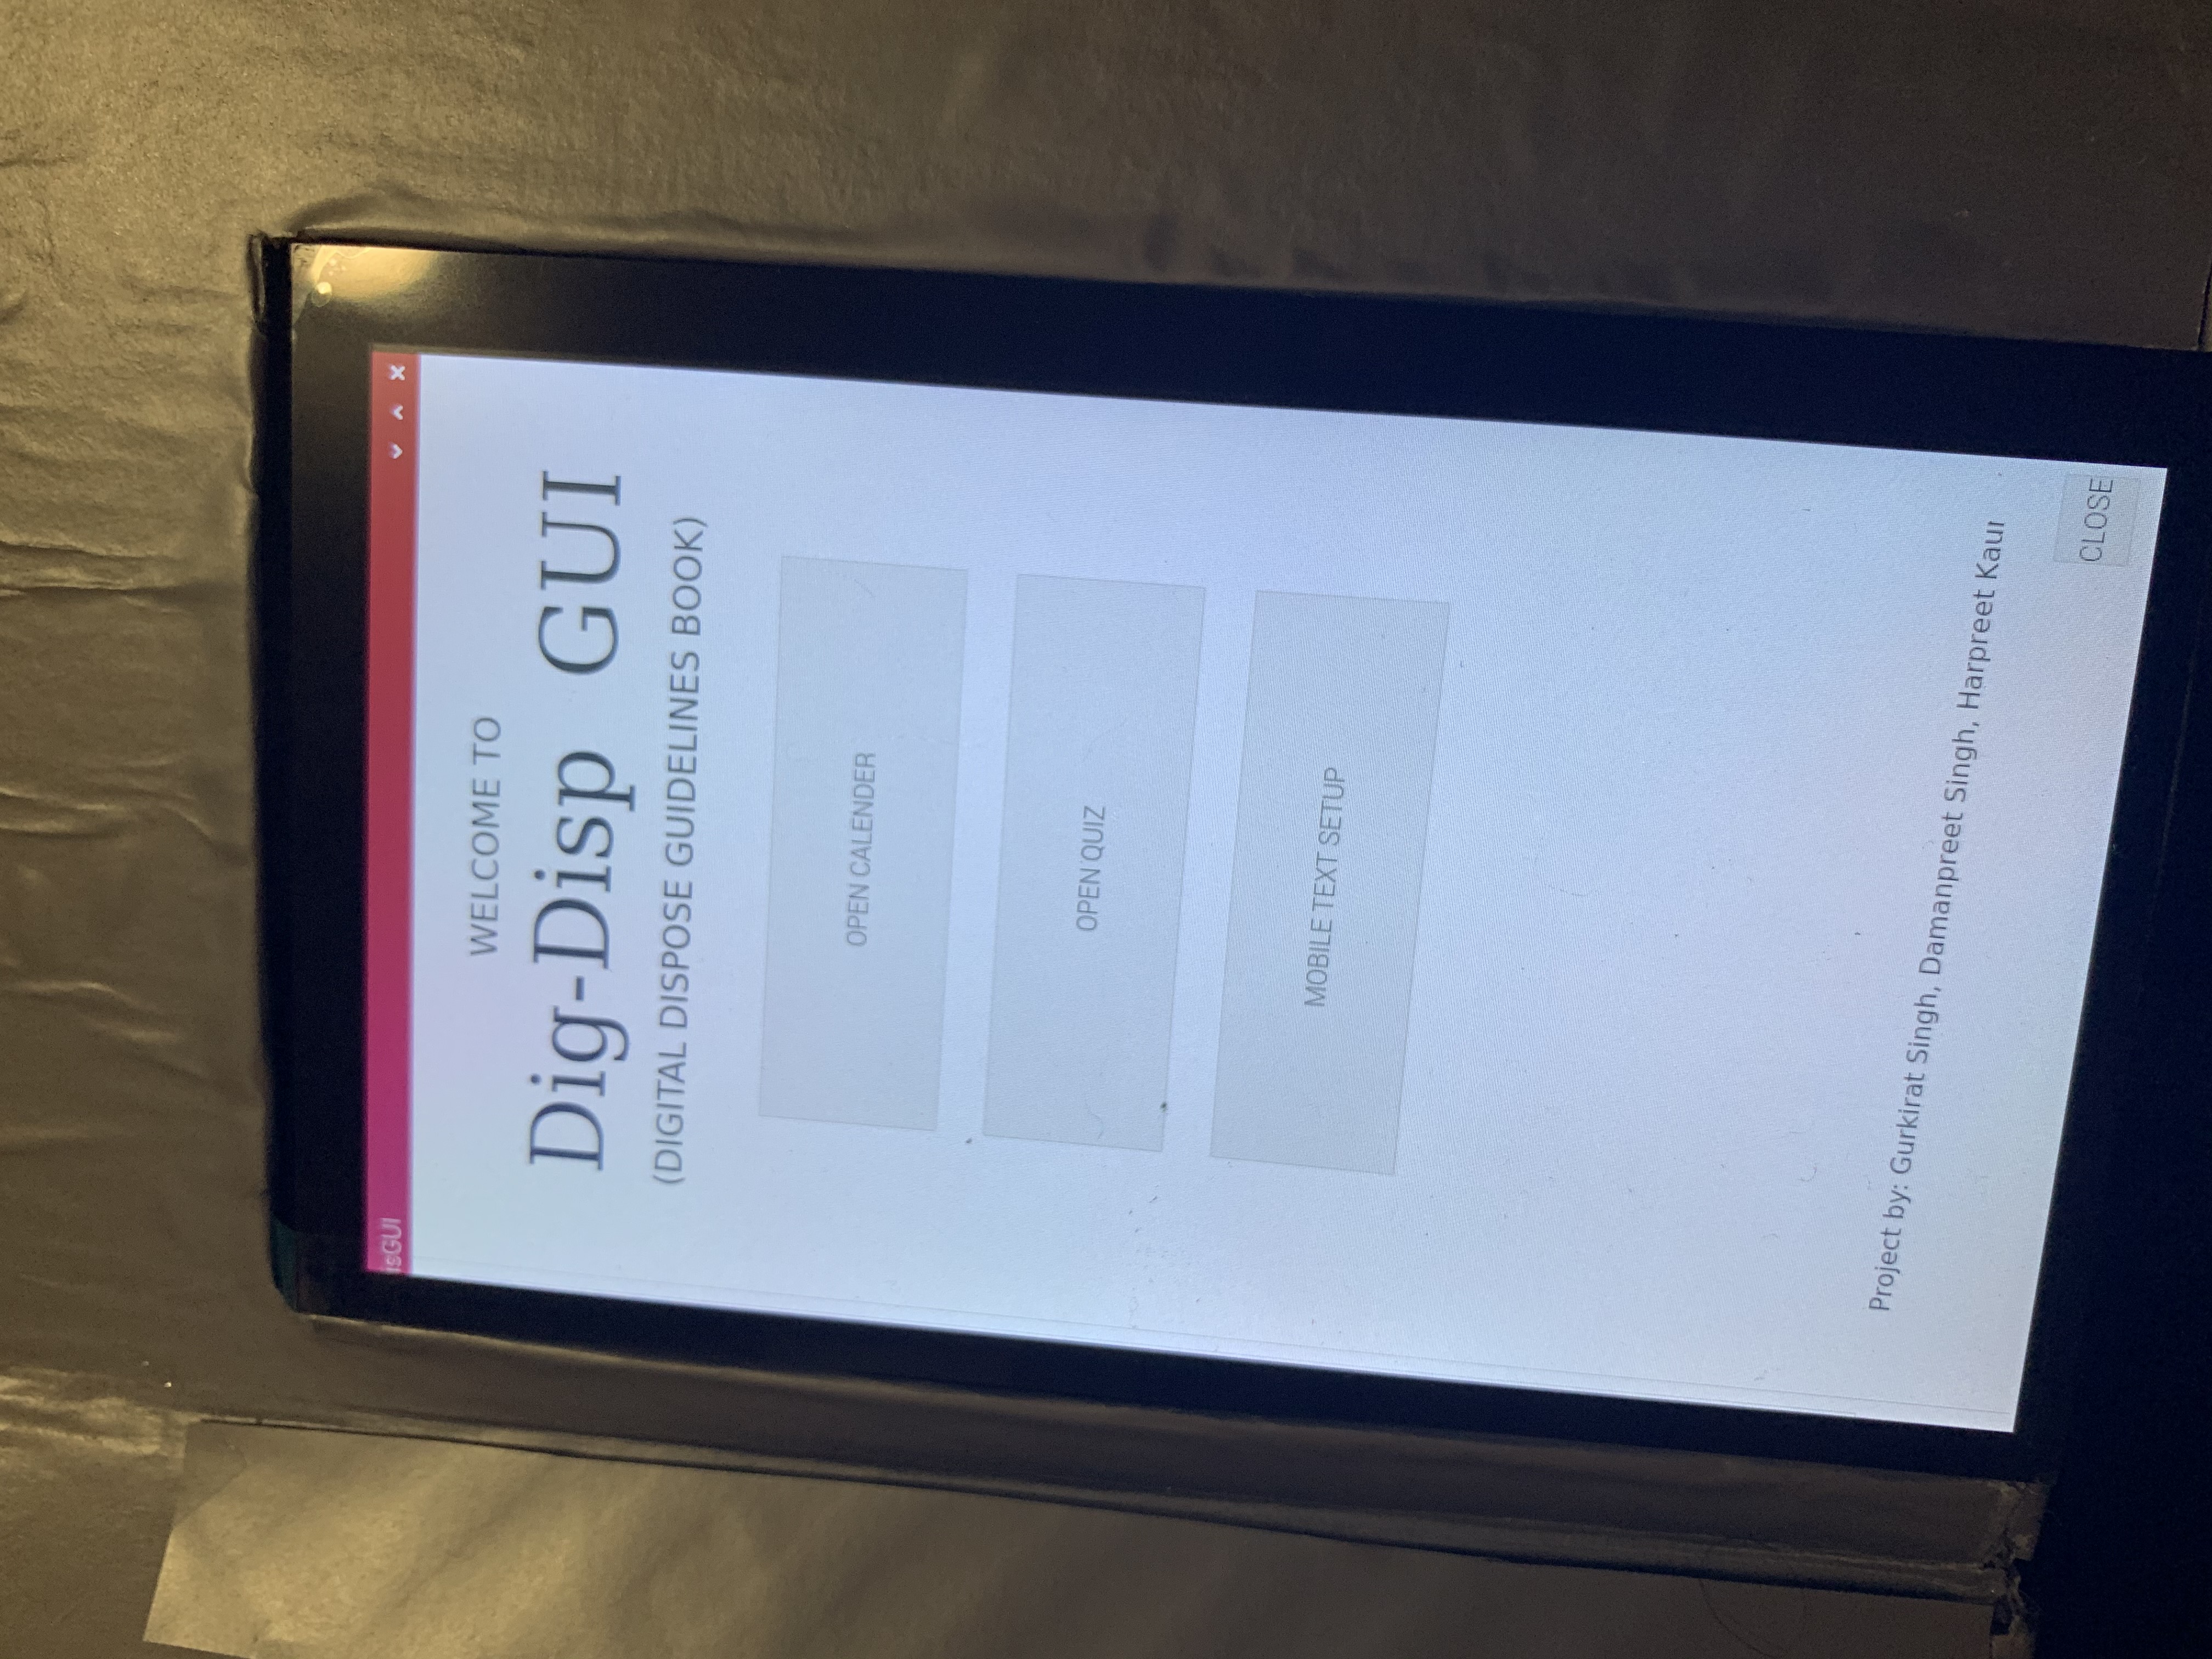 isGUI
WELCOME TO
Dig-Disp GUI
(DIGITAL DISPOSE GUIDELINES BOOK)
OPEN CALENDER
OPEN QUIZ
MOBILE TEXT SETUP
Project by: Gurkirat Singh, Damanpreet Singh, Harpreet Kaur
CLOSE